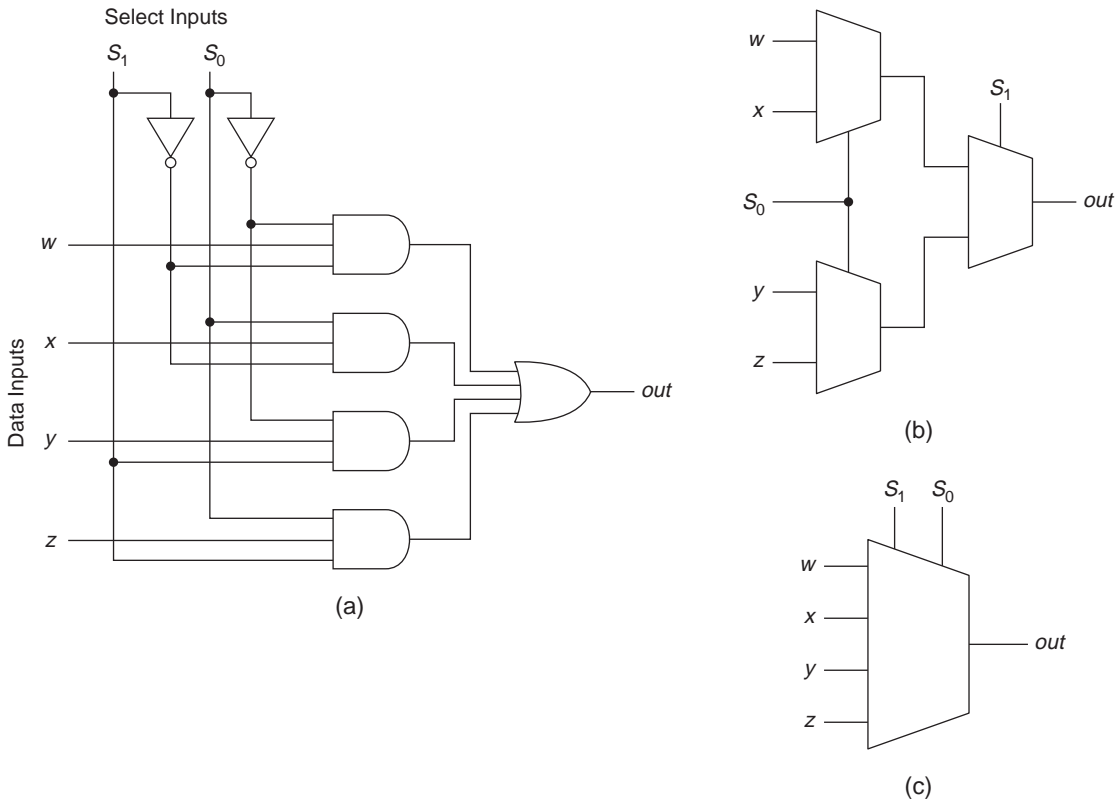 Select Inputs
S1 S0
w
x
Data Inputs
y
z
out
(a)
w
x
S1
S0
out
y
z
(b)
S1 S0
w
x
y
z
out
(c)